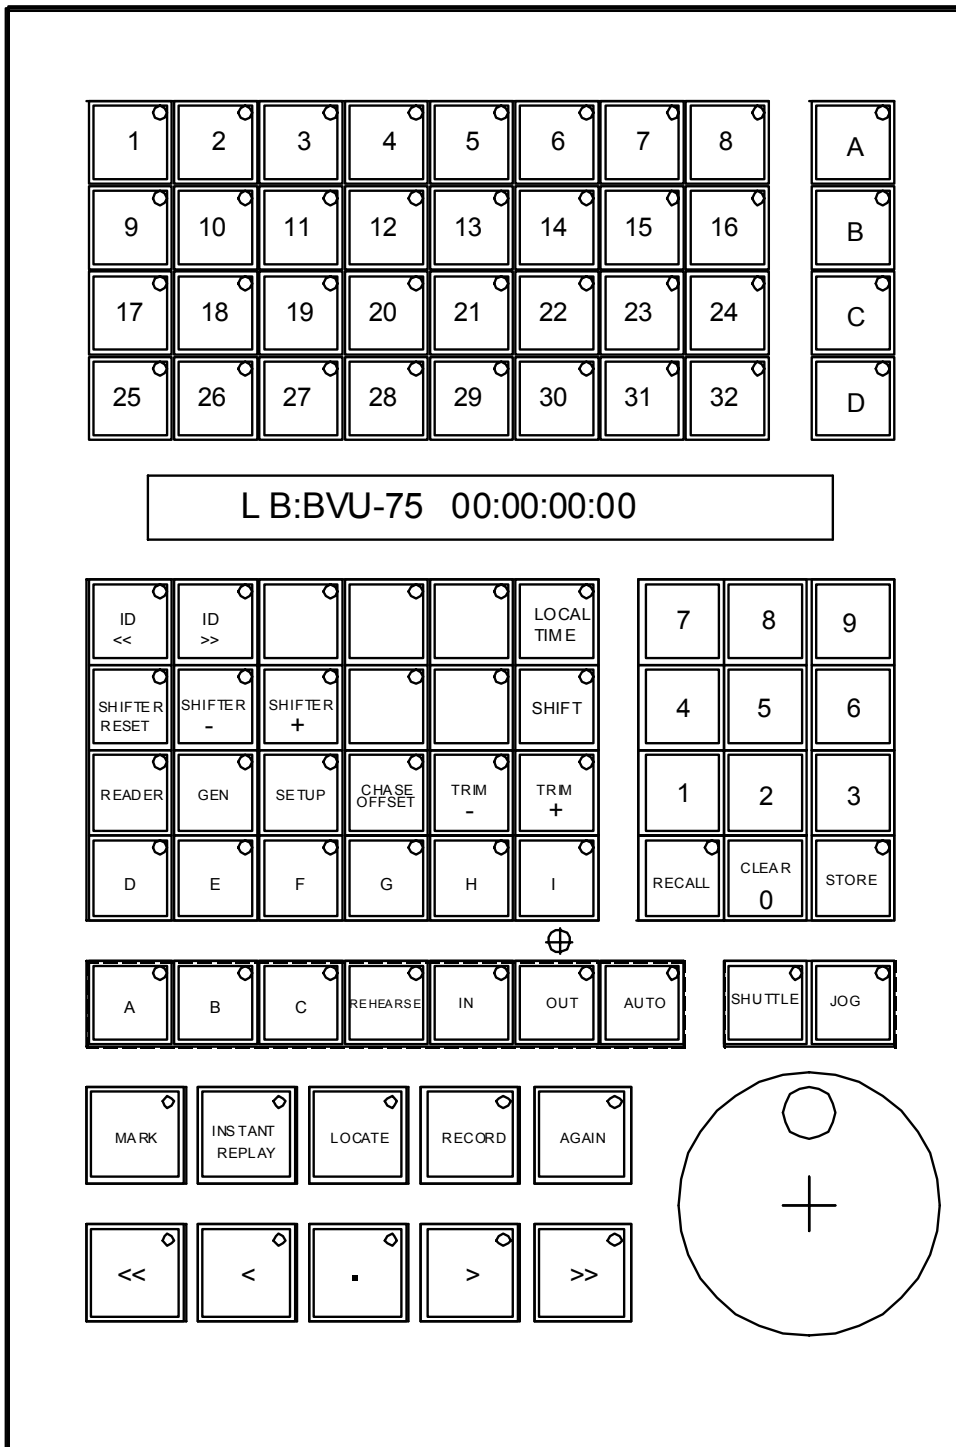 1 2 3 4 5 6 7 8 A
9 10 11 12 13 14 15 16 B
17 18 19 20 21 22 23 24 C
25 26 27 28 29 30 31 32 D
L B:BVU-75 00:00:00:00
ID << ID >> LOCAL TIME 7 8 9
SHIFTER RESET SHIFTER - SHIFTER + SHIFT 4 5 6
READER GEN SETUP CHASE OFFSET TRIM - TRIM + 1 2 3
D E F G H I RECALL CLEAR 0 STORE
A B C REHEARSE IN OUT AUTO SHUTTLE JOG
MARK INSTANT REPLAY LOCATE RECORD AGAIN
<< < . > >>